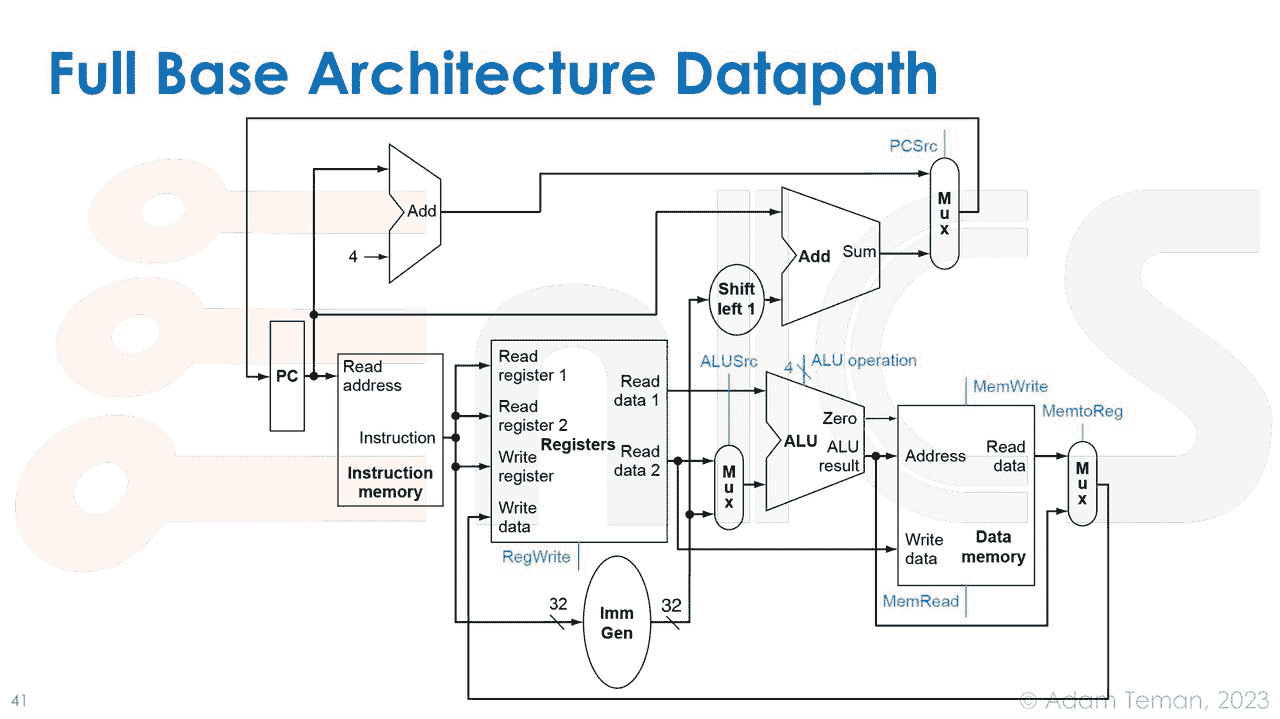 Full Base Architecture Datapath
PCSrc
M
u
x
Add
4
Add
Sum
Shift
left 1
PC
Read
address
Instruction
Instruction
memory
Read
register 1
Read
register 2
Write
register
Write
data
Registers
Read
data 1
Read
data 2
RegWrite
ALUSrc
M
u
x
4
ALU operation
Zero
ALU
ALU
result
MemWrite
Address
Read
data
Write
data
Data
memory
MemRead
MemtoReg
M
u
x
32
Imm
Gen
32
41
© Adam Teman, 2023